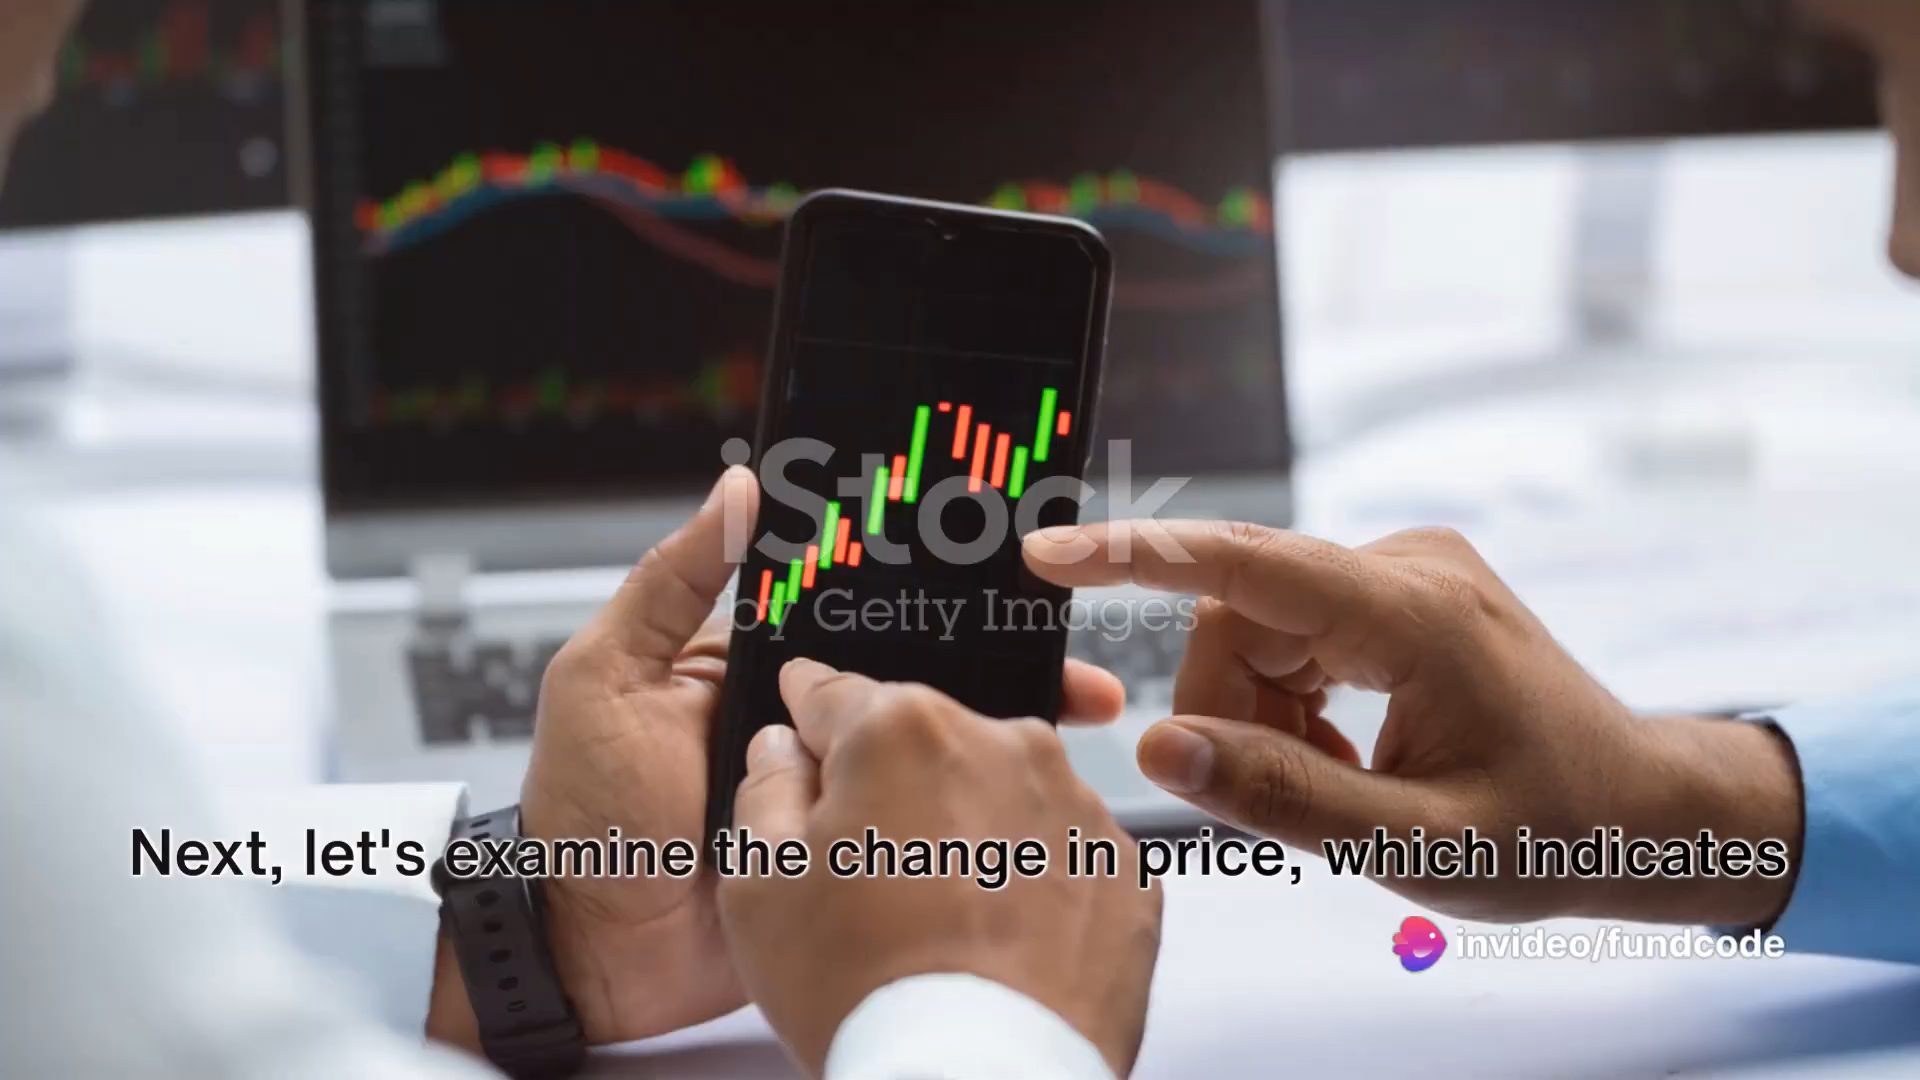 iStock
by Getty Images
Next, let's examine the change in price, which indicates
invideo/fundcode